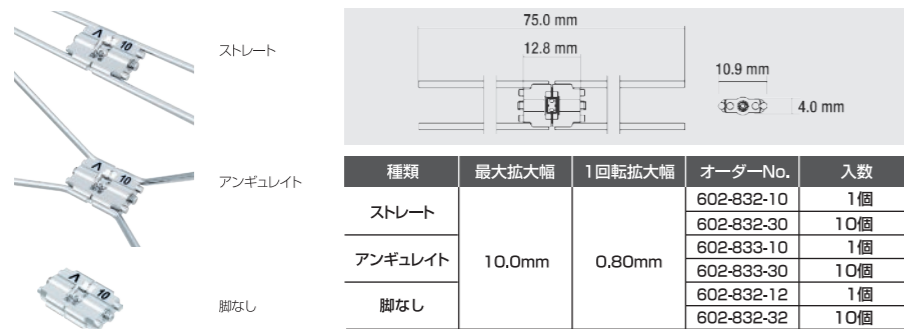 10
ストレート
10
アンギュレイト
10
脚なし
75.0 mm
12.8 mm
10.9 mm
4.0 mm
種類 最大拡大幅 1回転拡大幅 オーダーNo. 入数
ストレート 10.0mm 0.80mm 602-832-10 1個
602-832-30 10個
アンギュレイト 602-833-10 1個
602-833-30 10個
脚なし 602-832-12 1個
602-832-32 10個